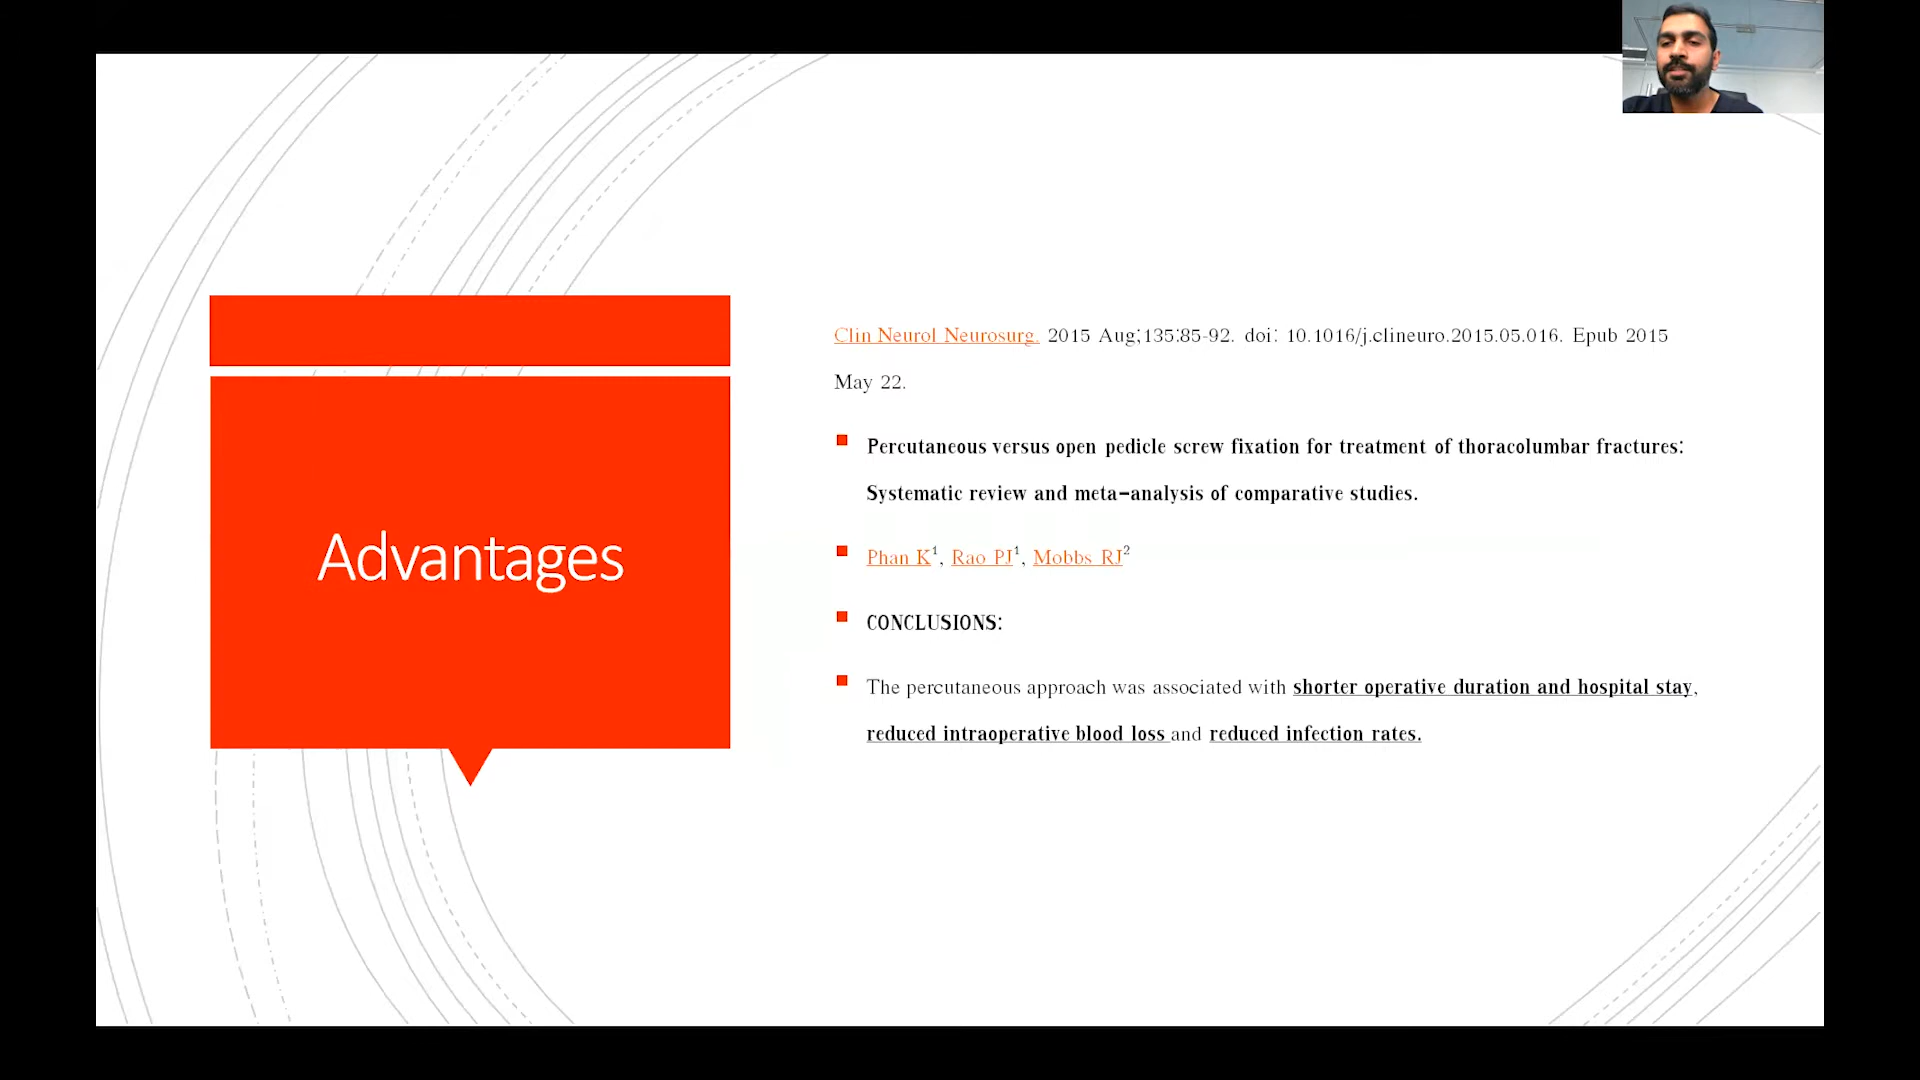 Advantages
Clin Neurol Neurosurg. 2015 Aug;135:85-92. doi: 10.1016/j.clineuro.2015.05.016. Epub 2015
May 22.
Percutaneous versus open pedicle screw fixation for treatment of thoracolumbar fractures:
Systematic review and meta-analysis of comparative studies.
Phan K1, Rao PJ1, Mobbs RJ2
CONCLUSIONS:
The percutaneous approach was associated with shorter operative duration and hospital stay,
reduced intraoperative blood loss and reduced infection rates.